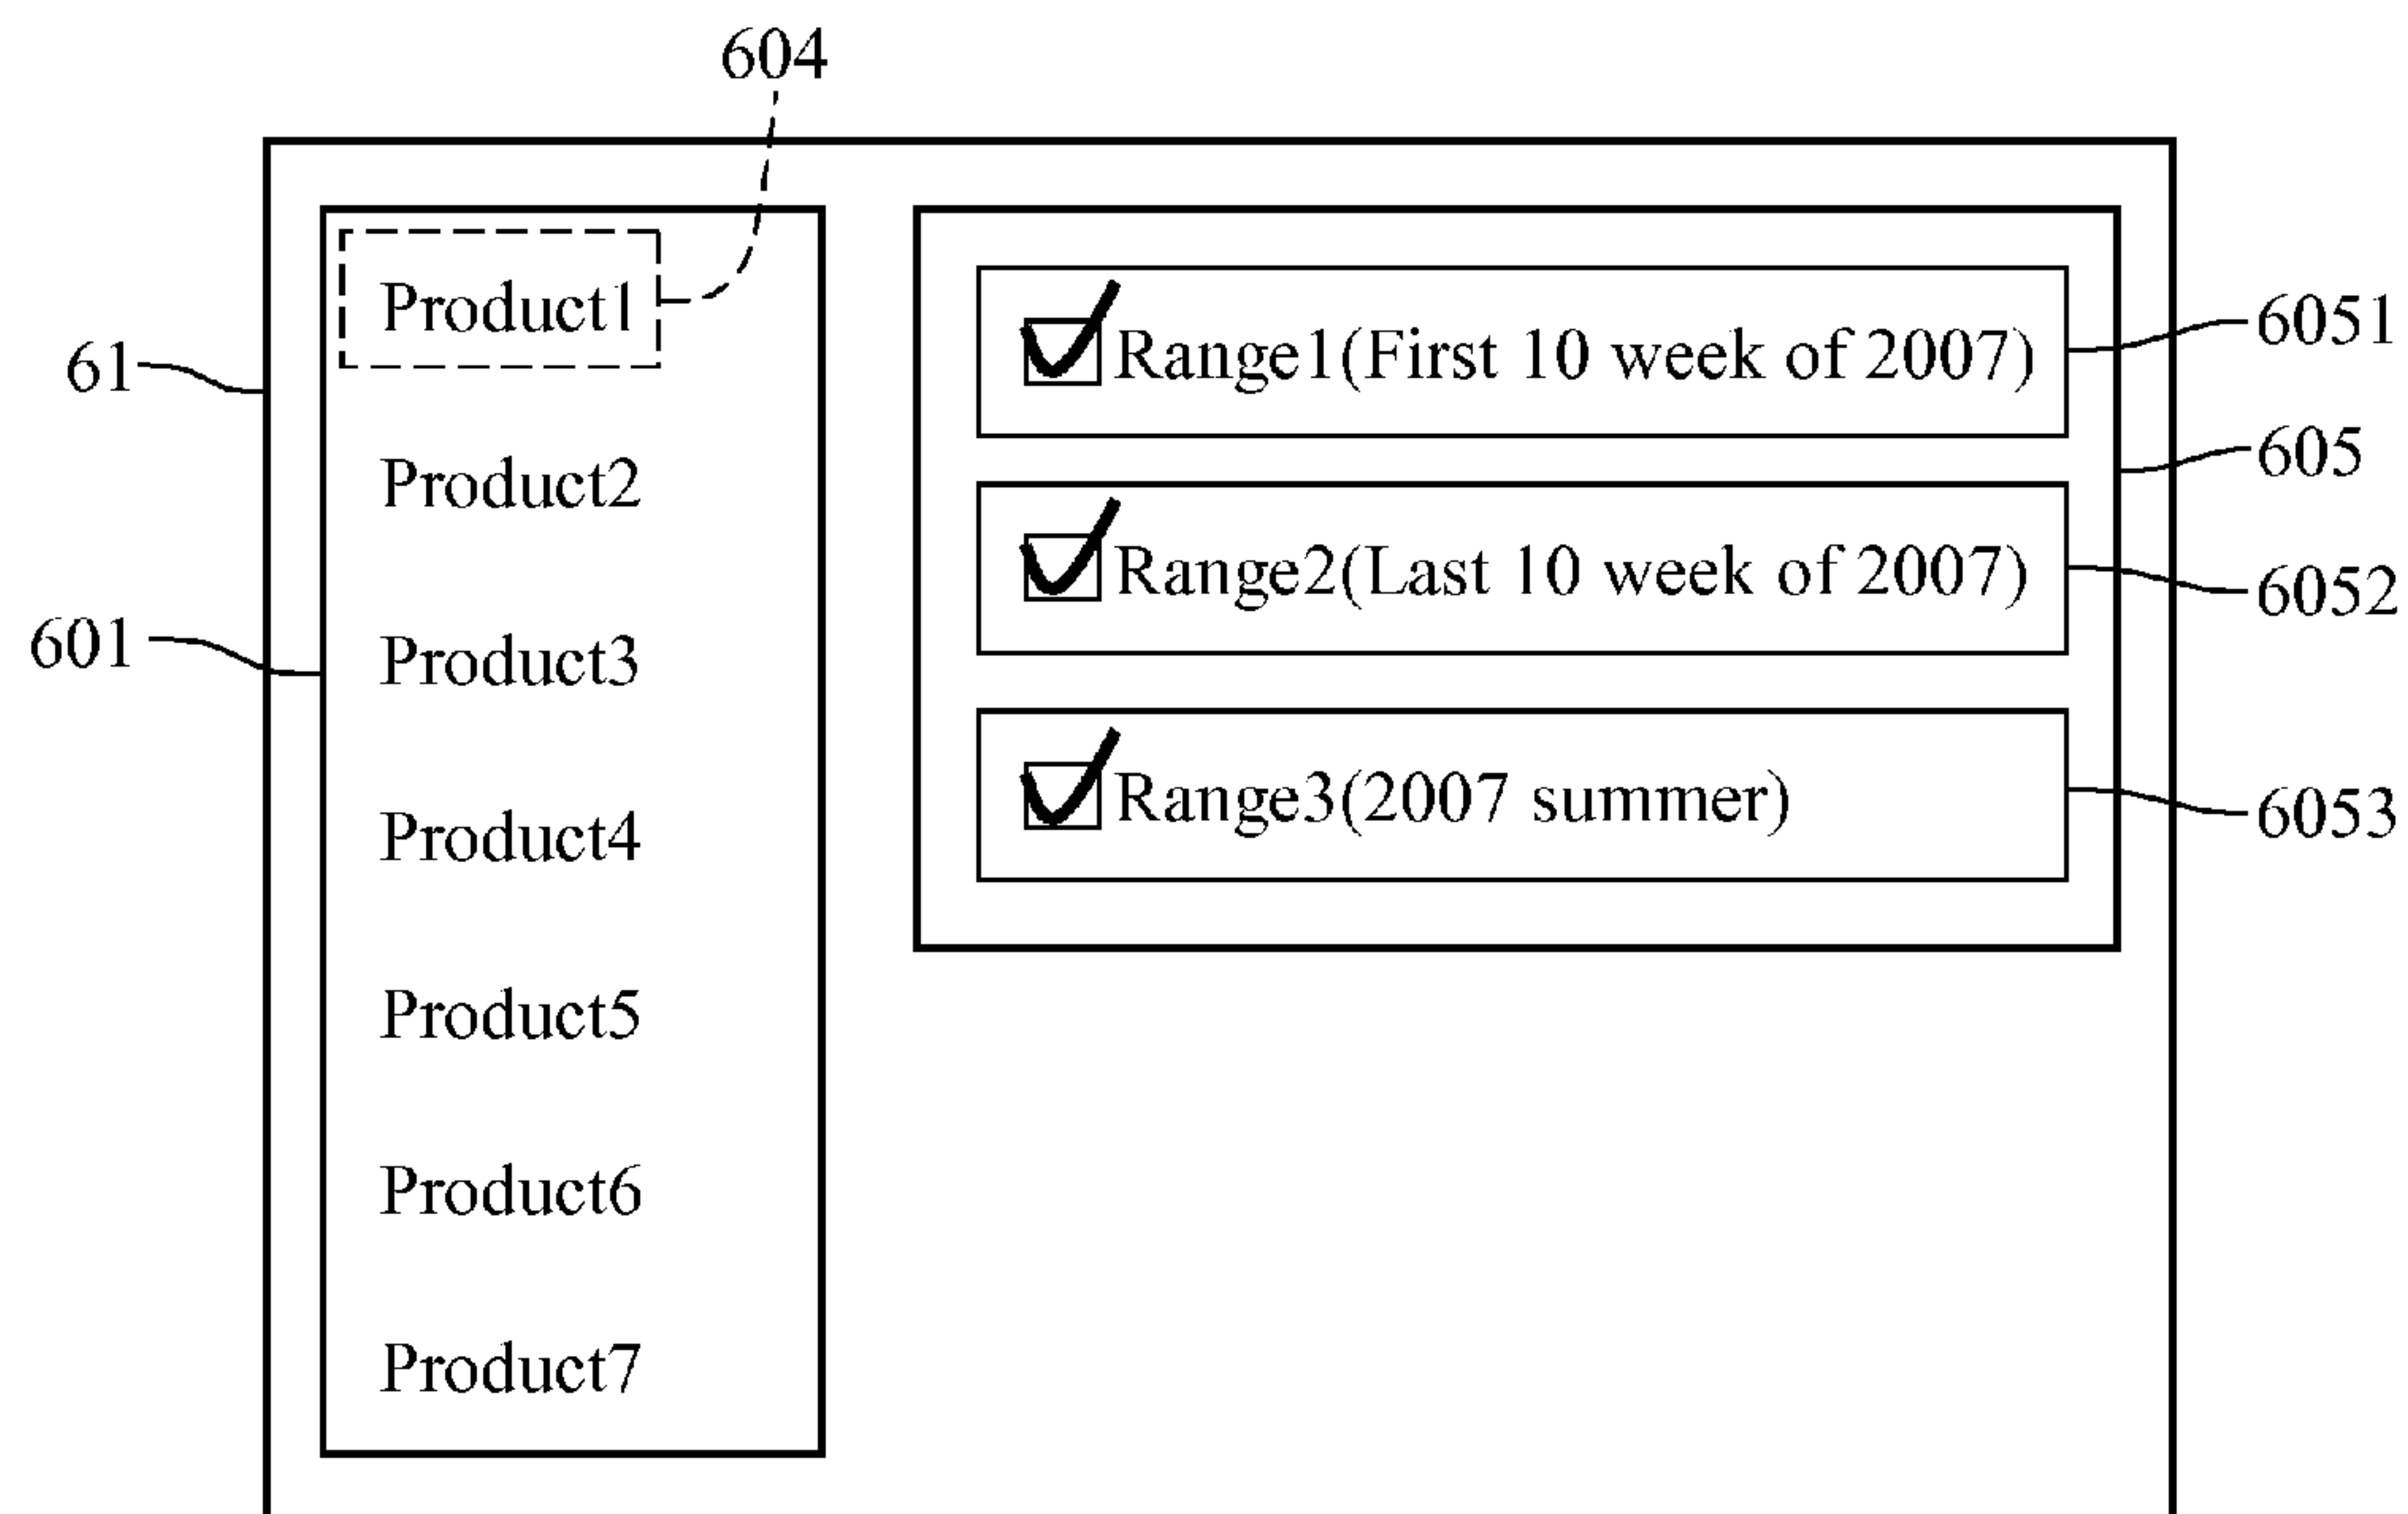 604
61
601
Product1
Product2
Product3
Product4
Product5
Product6
Product7
Range1(First 10 week of 2007)
Range2(Last 10 week of 2007)
Range3(2007 summer)
6051
605
6052
6053